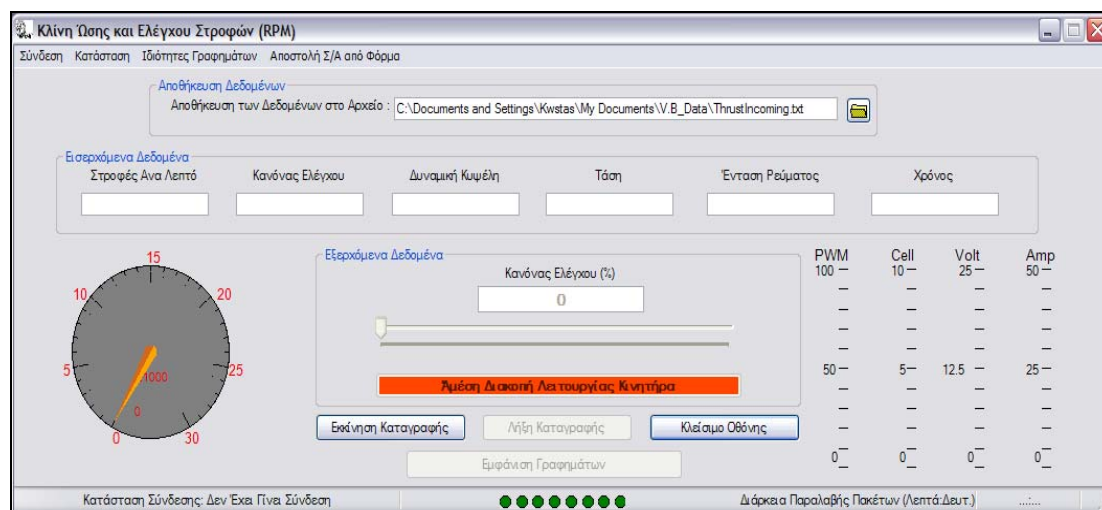 Κλίνη Ώσης και Ελέγχου Στροφών (RPM)
Σύνδεση Κατάσταση Ιδιότητες Γραφημάτων Αποστολή Σ/Α από Φόρμα
Αποθήκευση Δεδομένων
Αποθήκευση των Δεδομένων στο Αρχείο : C:\Documents and Settings\Kwstas\My Documents\V.B_Data\ThrustIncoming.txt
Εισερχόμενα Δεδομένα
Στροφές Ανα Λεπτό Κανόνας Ελέγχου Δυναμική Κυψέλη Τάση Ένταση Ρεύματος Χρόνος
Εξερχόμενα Δεδομένα
Κανόνας Ελέγχου (%)
0
Άμέση Διακοπή Λειτουργίας Κινητήρα
Εκκίνηση Καταγραφής Λήξη Καταγραφής Κλείσιμο Οθόνης
Εμφάνιση Γραφημάτων
0 5 10 15 20 25 30
1000
0
PWM Cell Volt Amp
100 10 25 50
50 5 12.5 25
0 0 0 0
Κατάσταση Σύνδεσης: Δεν Έχει Γίνει Σύνδεση Διάρκεια Παραλαβής Πακέτων (Λεπτά:Δευτ.) ...:...